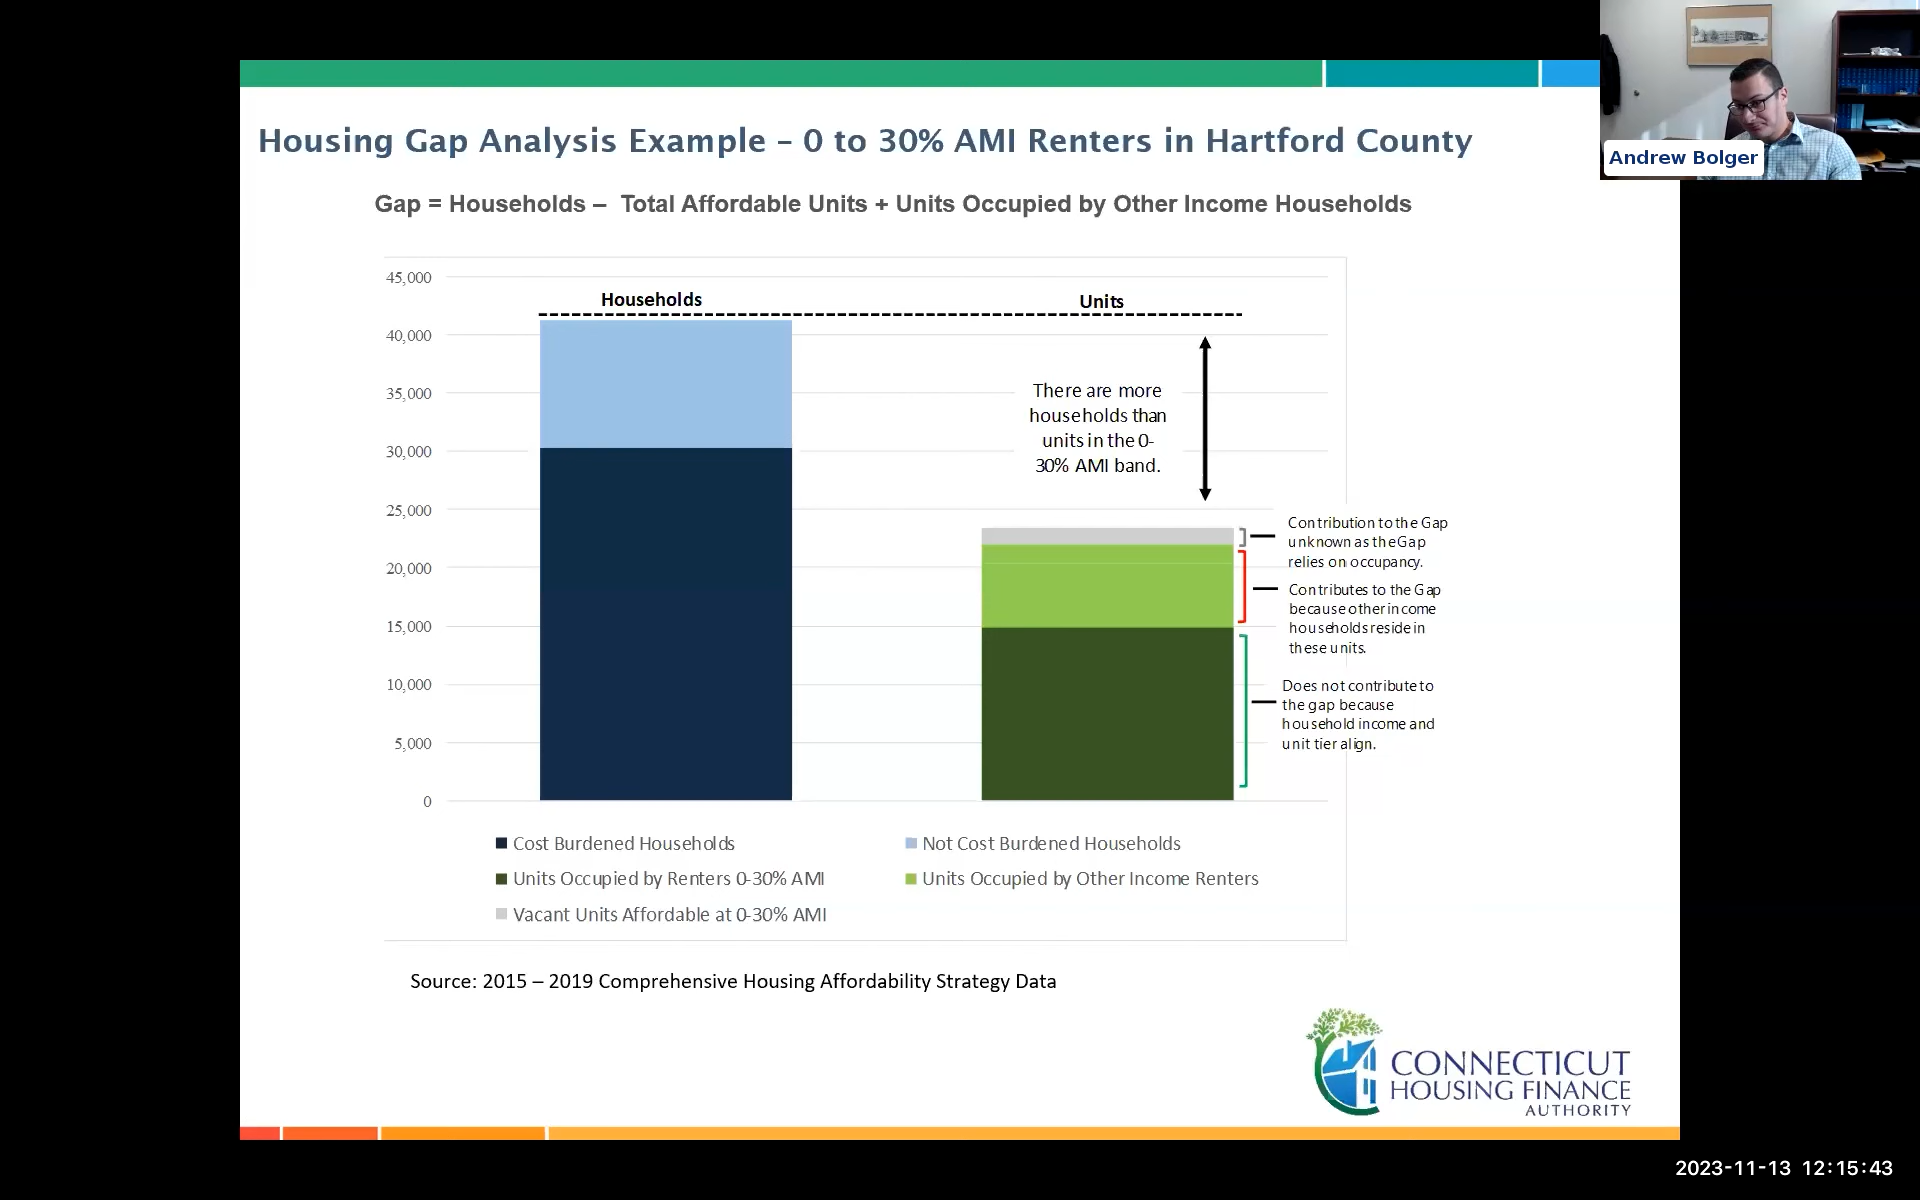 Andrew Bolger
Housing Gap Analysis Example – 0 to 30% AMI Renters in Hartford County
Gap = Households – Total Affordable Units + Units Occupied by Other Income Households
45,000
40,000
35,000
30,000
25,000
20,000
15,000
10,000
5,000
0
Households
Units
There are more
households than
units in the 0-
30% AMI band.
Contribution to the Gap
unknown as the Gap
relies on occupancy.
Contributes to the Gap
because other income
households reside in
these units.
Does not contribute to
the gap because
household income and
unit tier align.
Cost Burdened Households
Not Cost Burdened Households
Units Occupied by Renters 0-30% AMI
Units Occupied by Other Income Renters
Vacant Units Affordable at 0-30% AMI
Source: 2015 – 2019 Comprehensive Housing Affordability Strategy Data
CONNECTICUT
HOUSING FINANCE
AUTHORITY
2023-11-13 12:15:43